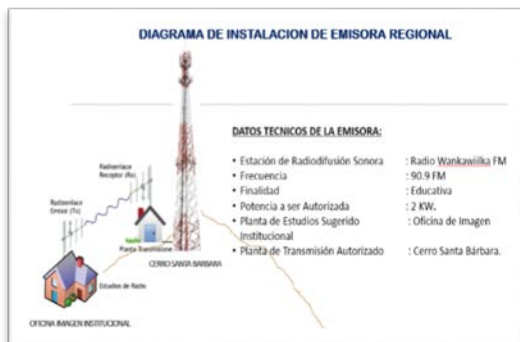 DIAGRAMA DE INSTALACION DE EMISORA REGIONAL
DATOS TECNICOS DE LA EMISORA:
• Estación de Radiodifusión Sonora : Radio Wankawiilka FM
• Frecuencia : 90.9 FM
• Finalidad : Educativa
• Potencia a ser Autorizada : 2 KW.
• Planta de Estudios Sugerido : Oficina de Imagen
Institucional
• Planta de Transmisión Autorizado : Cerro Santa Bárbara.
Radioenlace
Receptor (Rx)
Radioenlace
Emisor (Tx)
Planta Transmisione
CERRO SANTA BARBARA
Estudios de Radio
OFICINA IMAGEN INSTITUCIONAL